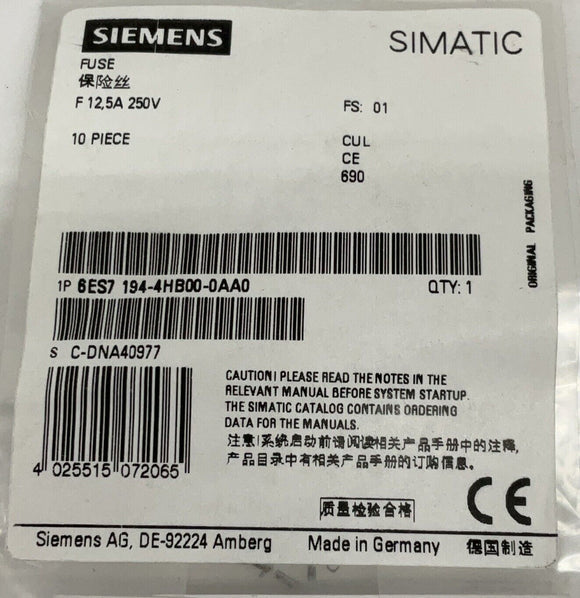 SIEMENS
SIMATIC
FUSE
保险丝
F 12,5A 250V
FS: 01
10 PIECE
CUL
CE
690
ORIGINAL PACKAGING
1P 6ES7 194-4HB00-0AA0
QTY: 1
S C-DNA40977
CAUTION! PLEASE READ THE NOTES IN THE
RELEVANT MANUAL BEFORE SYSTEM STARTUP.
THE SIMATIC CATALOG CONTAINS ORDERING
DATA FOR THE MANUALS.
注意!系统启动前请阅读相关产品手册中的注释,
产品目录中有相关产品手册的订购信息。
4 025515 072065
质量检验合格
CE
Siemens AG, DE-92224 Amberg
Made in Germany
德国制造